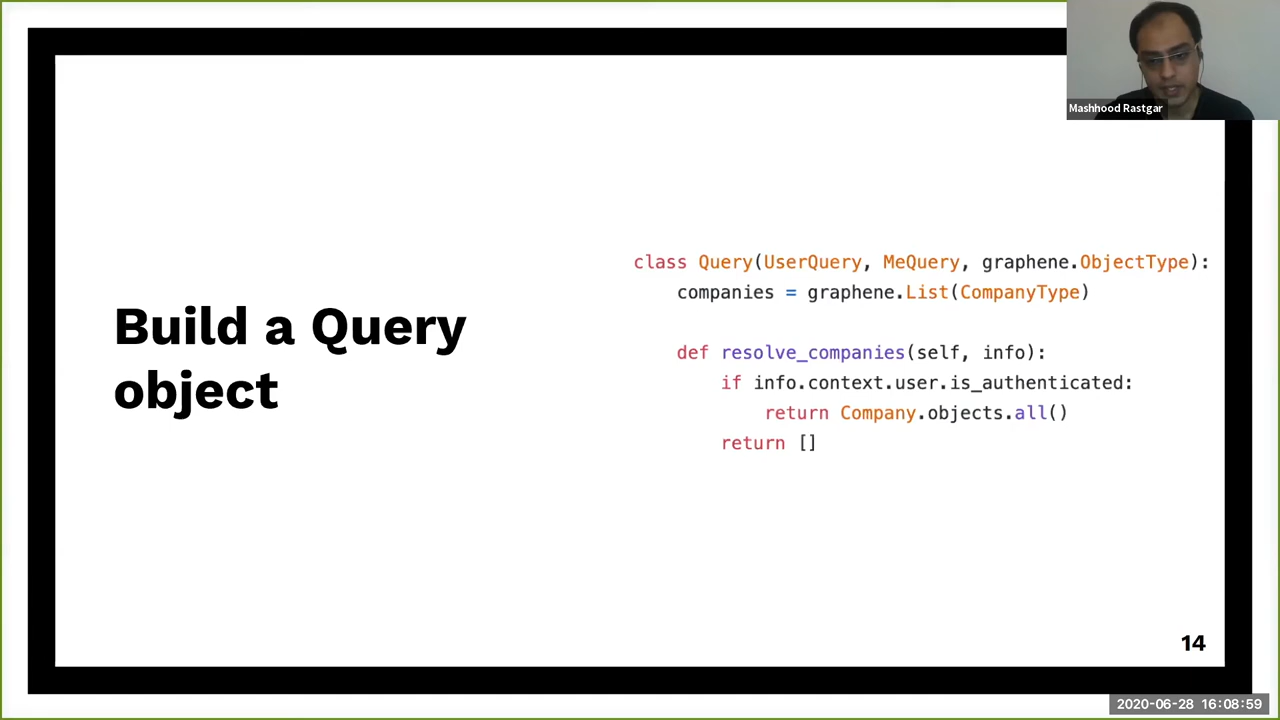 Mashhood Rastgar
Build a Query
object
class Query(UserQuery, MeQuery, graphene.ObjectType):
    companies = graphene.List(CompanyType)
    def resolve_companies(self, info):
        if info.context.user.is_authenticated:
            return Company.objects.all()
        return []
14
2020-06-28 16:08:59